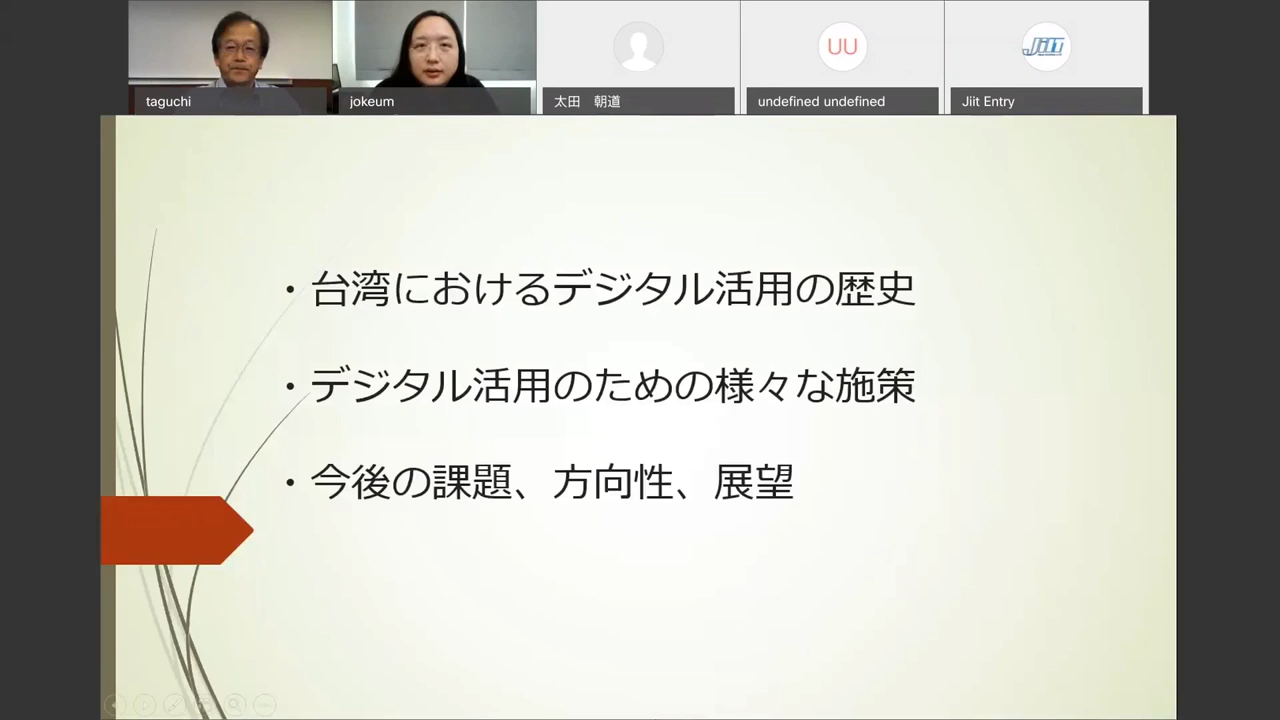 taguchi
jokeum
太田　朝道
UU
undefined undefined
JiiT
Jiit Entry
・台湾におけるデジタル活用の歴史
・デジタル活用のための様々な施策
・今後の課題、方向性、展望